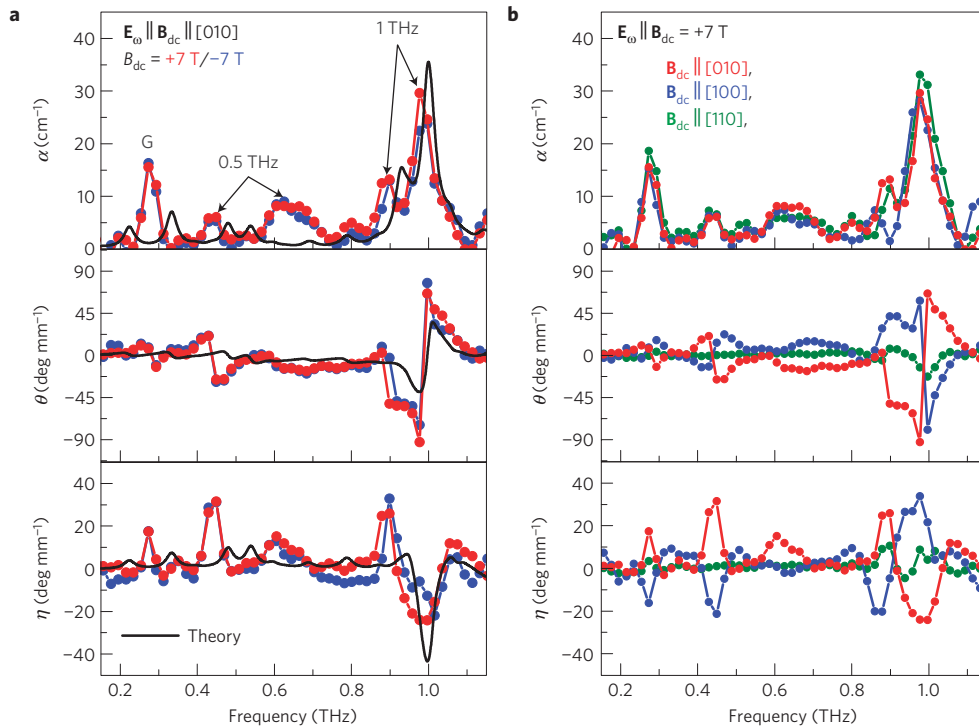 a
E_ω ∥ B_dc ∥ [010]
B_dc = +7 T/−7 T
1 THz
G
0.5 THz
α (cm⁻¹)
40
30
20
10
0
θ (deg mm⁻¹)
90
45
0
−45
−90
η (deg mm⁻¹)
40
20
0
−20
−40
Theory
0.2 0.4 0.6 0.8 1.0
Frequency (THz)
b
E_ω ∥ B_dc = +7 T
B_dc ∥ [010],
B_dc ∥ [100],
B_dc ∥ [110],
α (cm⁻¹)
40
30
20
10
0
θ (deg mm⁻¹)
90
45
0
−45
−90
η (deg mm⁻¹)
40
20
0
−20
−40
0.2 0.4 0.6 0.8 1.0
Frequency (THz)